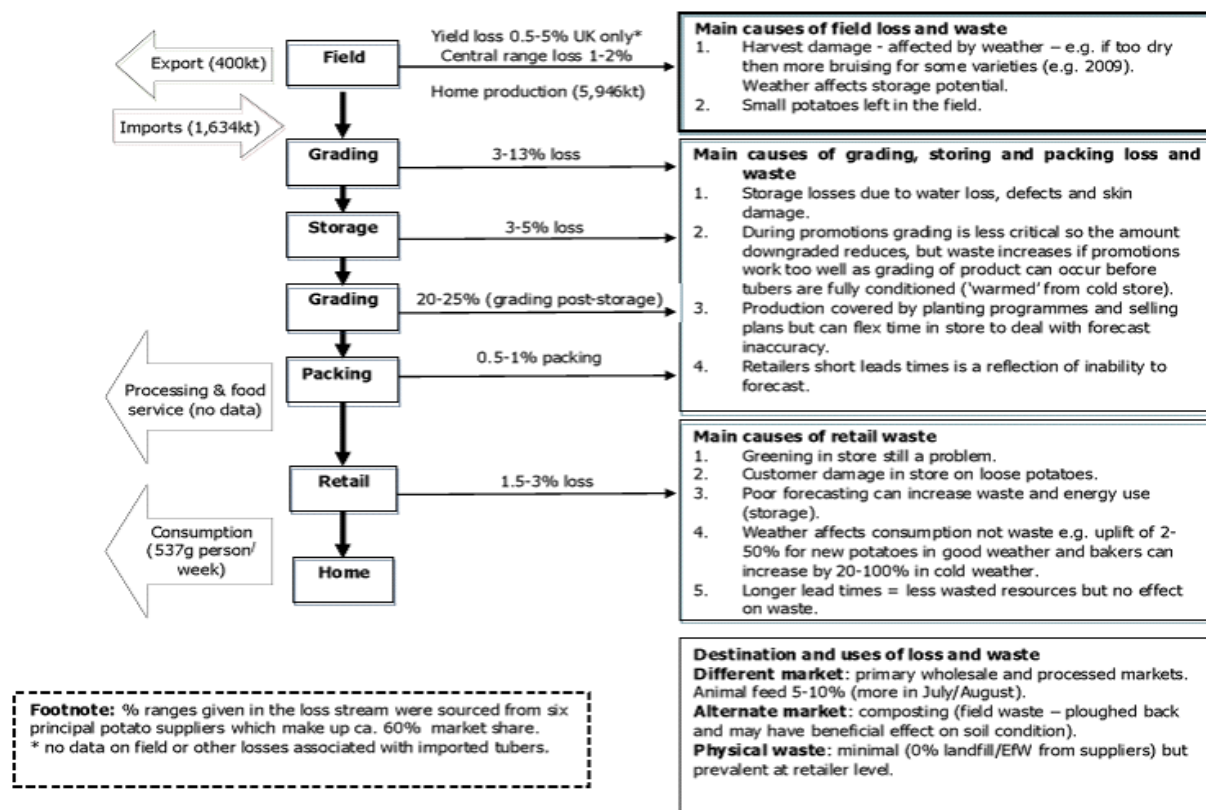 Export (400kt)
Imports (1,634kt)
Field
Yield loss 0.5-5% UK only*
Central range loss 1-2%
Home production (5,946kt)
Main causes of field loss and waste
1. Harvest damage - affected by weather – e.g. if too dry
then more bruising for some varieties (e.g. 2009).
Weather affects storage potential.
2. Small potatoes left in the field.
Grading
3-13% loss
Storage
3-5% loss
Grading
20-25% (grading post-storage)
Packing
0.5-1% packing
Main causes of grading, storing and packing loss and
waste
1. Storage losses due to water loss, defects and skin
damage.
2. During promotions grading is less critical so the amount
downgraded reduces, but waste increases if promotions
work too well as grading of product can occur before
tubers are fully conditioned (‘warmed’ from cold store).
3. Production covered by planting programmes and selling
plans but can flex time in store to deal with forecast
inaccuracy.
4. Retailers short leads times is a reflection of inability to
forecast.
Processing & food
service (no data)
Retail
1.5-3% loss
Main causes of retail waste
1. Greening in store still a problem.
2. Customer damage in store on loose potatoes.
3. Poor forecasting can increase waste and energy use
(storage).
4. Weather affects consumption not waste e.g. uplift of 2-
50% for new potatoes in good weather and bakers can
increase by 20-100% in cold weather.
5. Longer lead times = less wasted resources but no effect
on waste.
Consumption
(537g person/
week)
Home
Destination and uses of loss and waste
Different market: primary wholesale and processed markets.
Animal feed 5-10% (more in July/August).
Alternate market: composting (field waste – ploughed back
and may have beneficial effect on soil condition).
Physical waste: minimal (0% landfill/EfW from suppliers) but
prevalent at retailer level.
Footnote: % ranges given in the loss stream were sourced from six
principal potato suppliers which make up ca. 60% market share.
* no data on field or other losses associated with imported tubers.